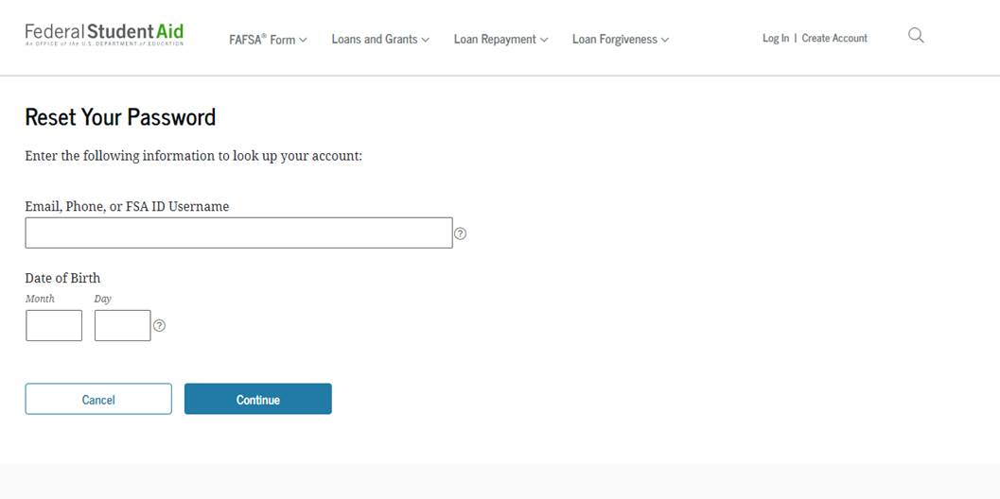 Federal Student Aid
An OFFICE of the U.S. DEPARTMENT of EDUCATION
FAFSA® Form
Loans and Grants
Loan Repayment
Loan Forgiveness
Log In | Create Account
Reset Your Password
Enter the following information to look up your account:
Email, Phone, or FSA ID Username
?
Date of Birth
Month Day
?
Cancel Continue